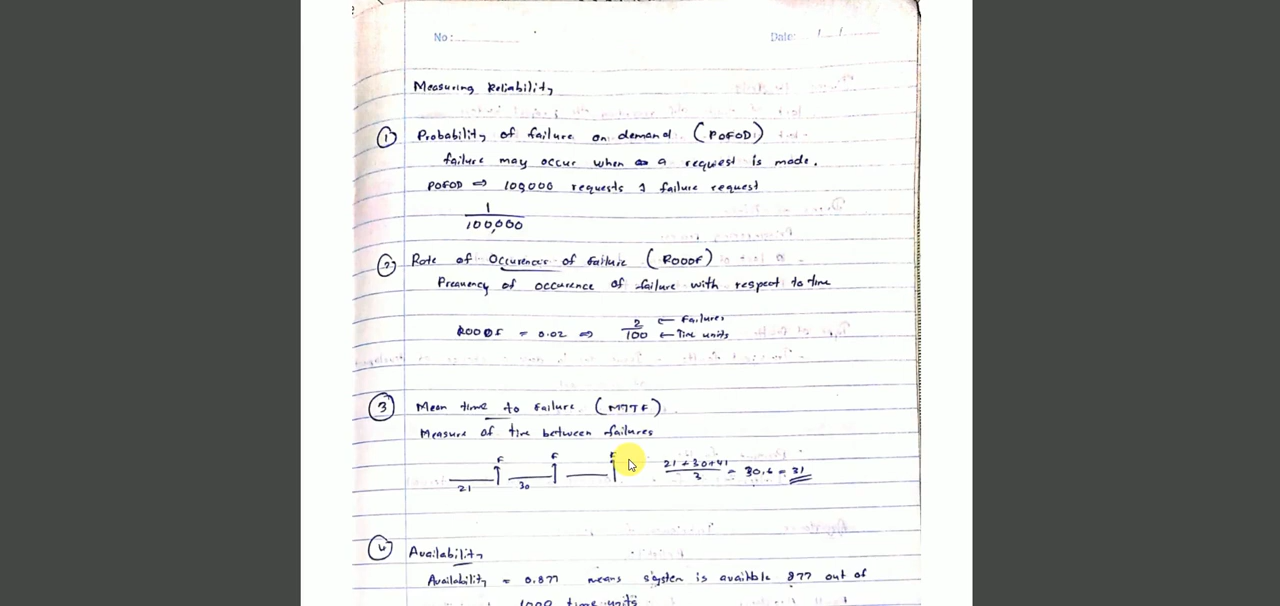 No:
Date: / /
Measuring Reliability
① Probability of failure on demand (POFOD)
failure may occur when a request is made.
POFOD ⇒ 100,000 requests 1 failure request
1
100,000
② Rate of Occurences of failure (ROOOF)
Frequency of occurence of failure with respect to time
ROOOF = 0.02 ⇒ 2/100 ← Failures ← Time units
③ Mean time to Failure (MTTF)
Measure of time between failures
F F F
21 30
21+30+41/3 = 30.6 = 31
④ Availability
Availability = 0.877 means system is availble 877 out of
1000 time units